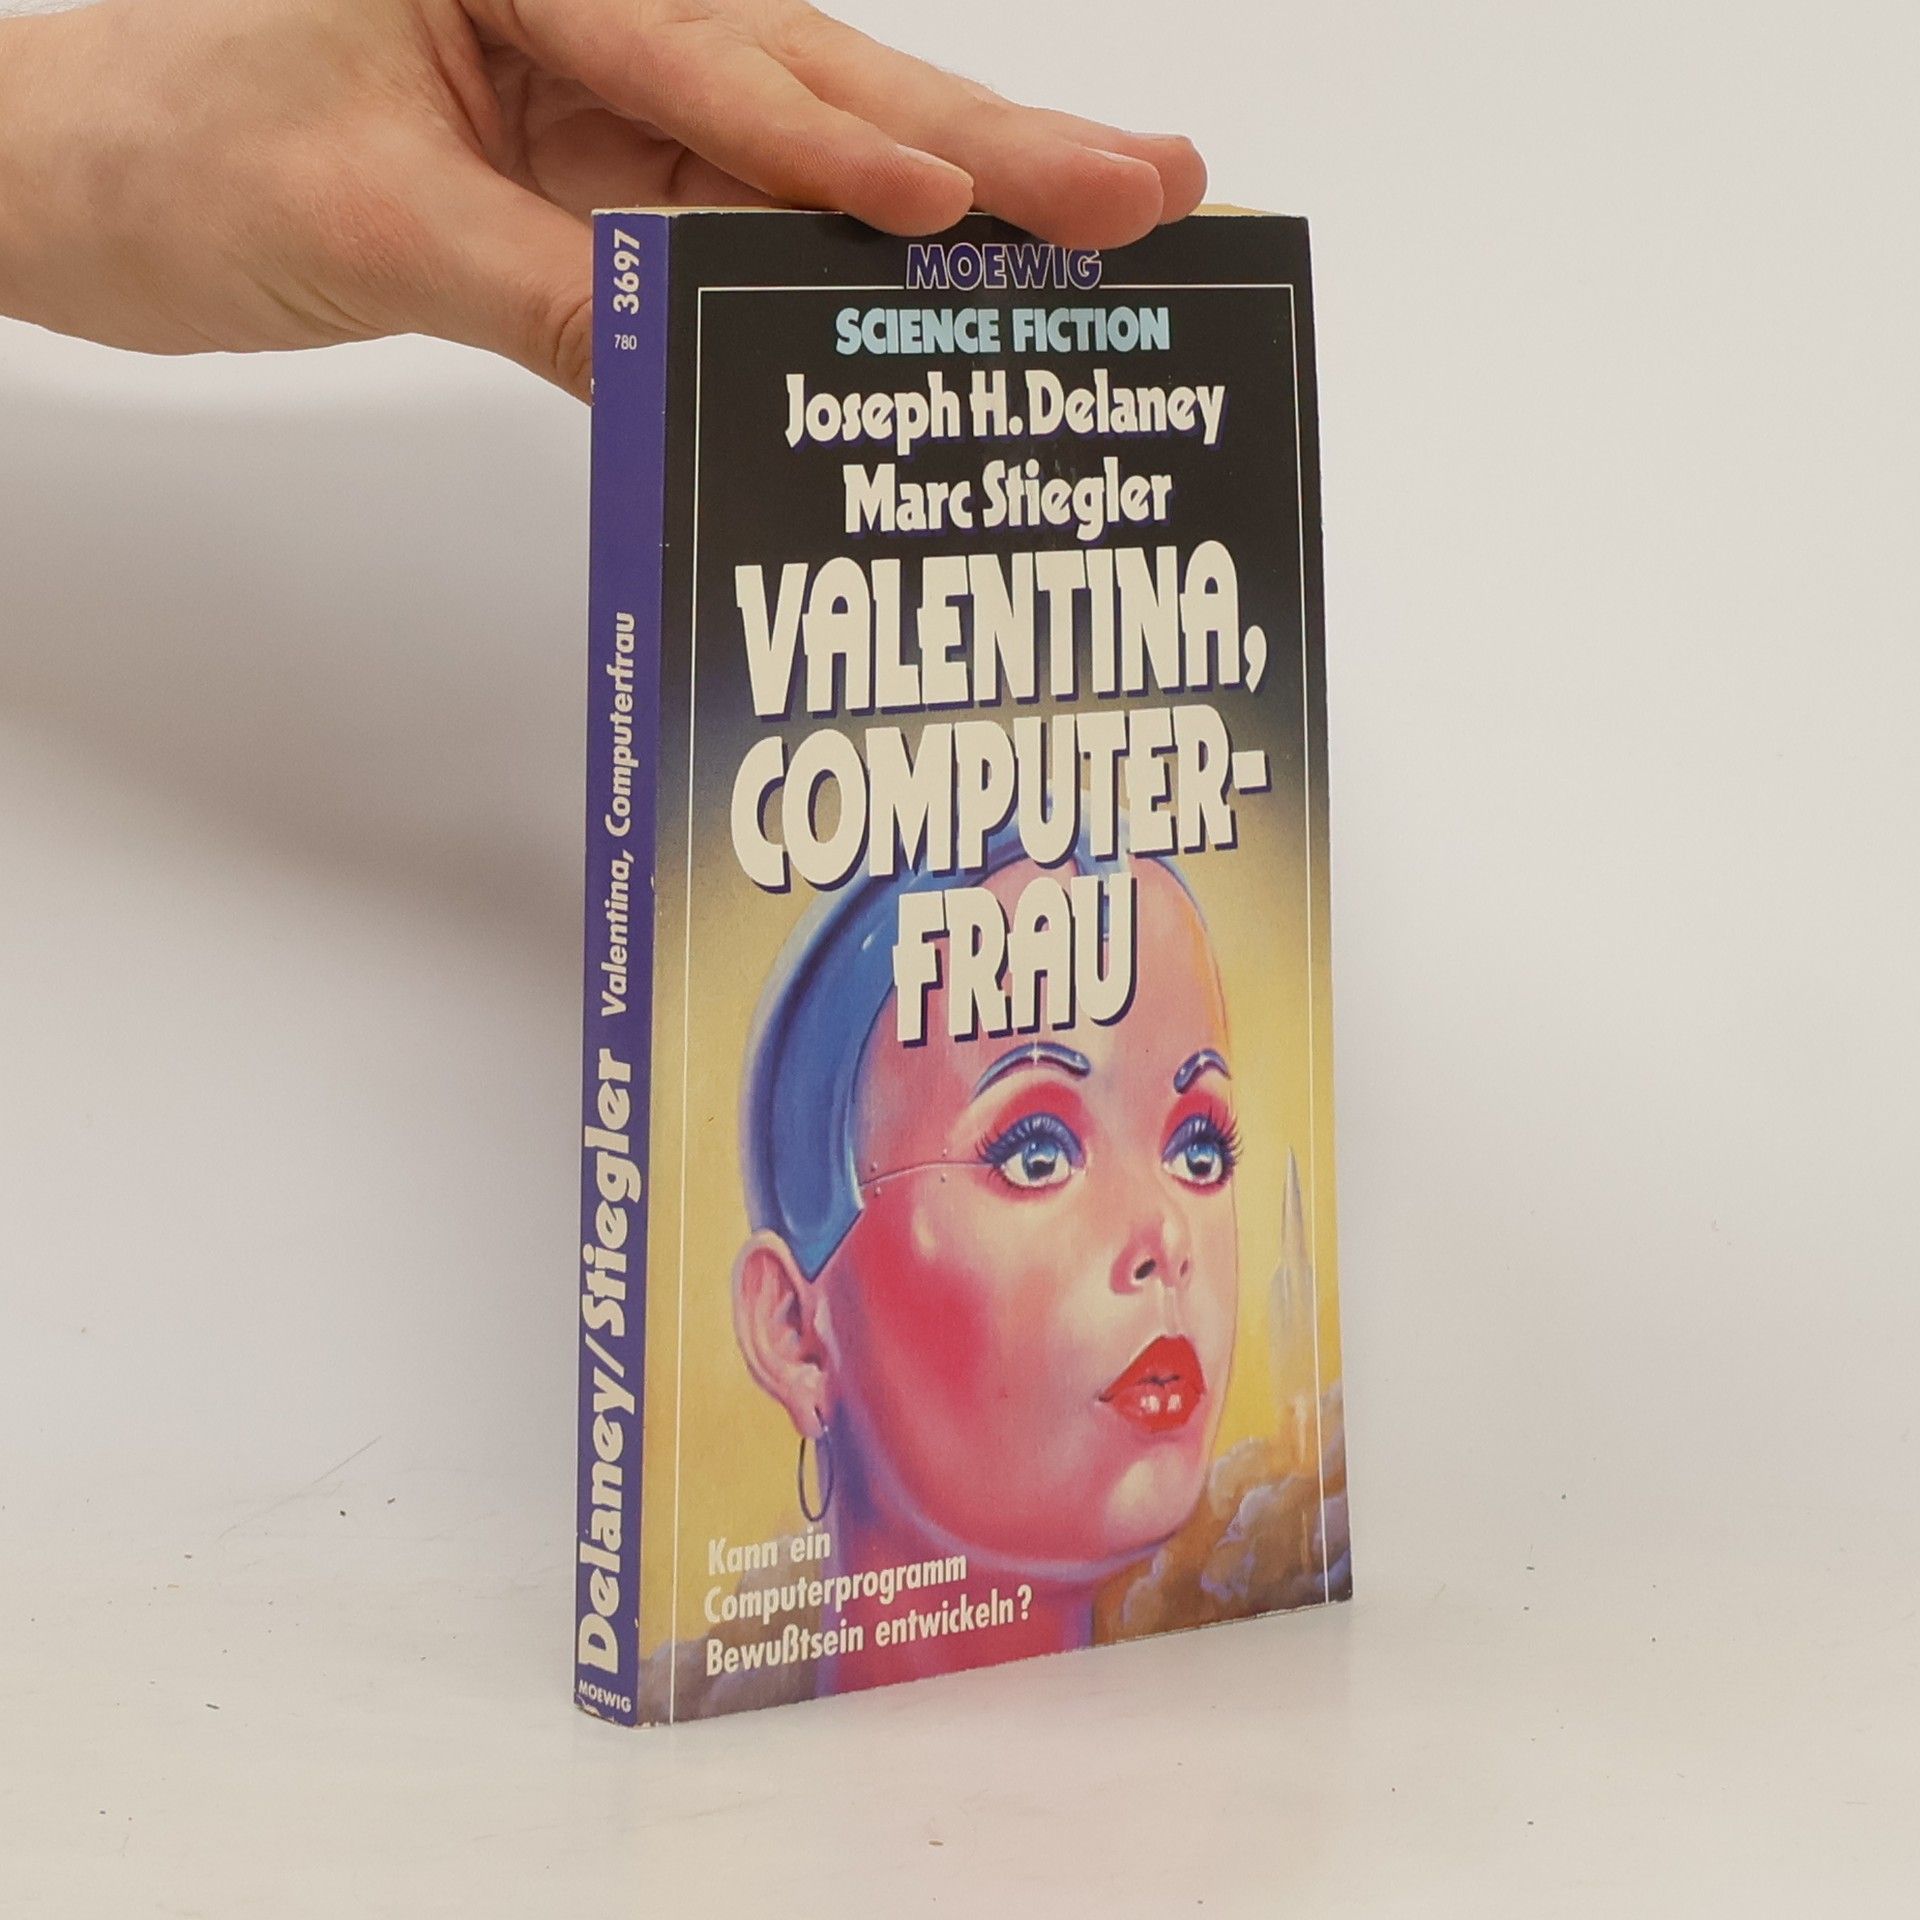 MOEWIG
SCIENCE FICTION
Joseph H. Delaney
Marc Stiegler
VALENTINA,
COMPUTER-
FRAU
Kann ein
Computerprogramm
Bewußtsein entwickeln?
3697
780
Delaney/Stiegler Valentina, Computerfrau
MOEWIG